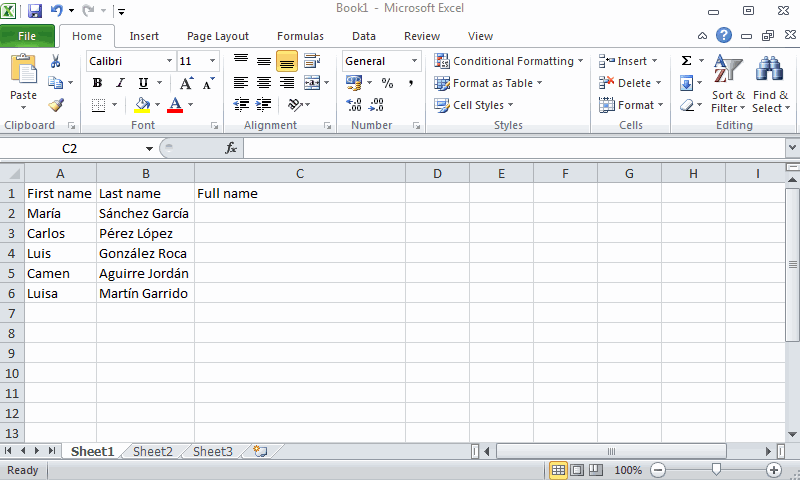 Book1 - Microsoft Excel
File Home Insert Page Layout Formulas Data Review View
Calibri 11 General Conditional Formatting Insert Σ
Paste B I U A A % , Format as Table Delete Sort & Filter Find & Select
A Cell Styles Format
Clipboard Font Alignment Number Styles Cells Editing
C2 fx
A B C D E F G H I
1 First name Last name Full name
2 María Sánchez García
3 Carlos Pérez López
4 Luis González Roca
5 Camen Aguirre Jordán
6 Luisa Martín Garrido
7
8
9
10
11
12
13
Sheet1 Sheet2 Sheet3
Ready 100%